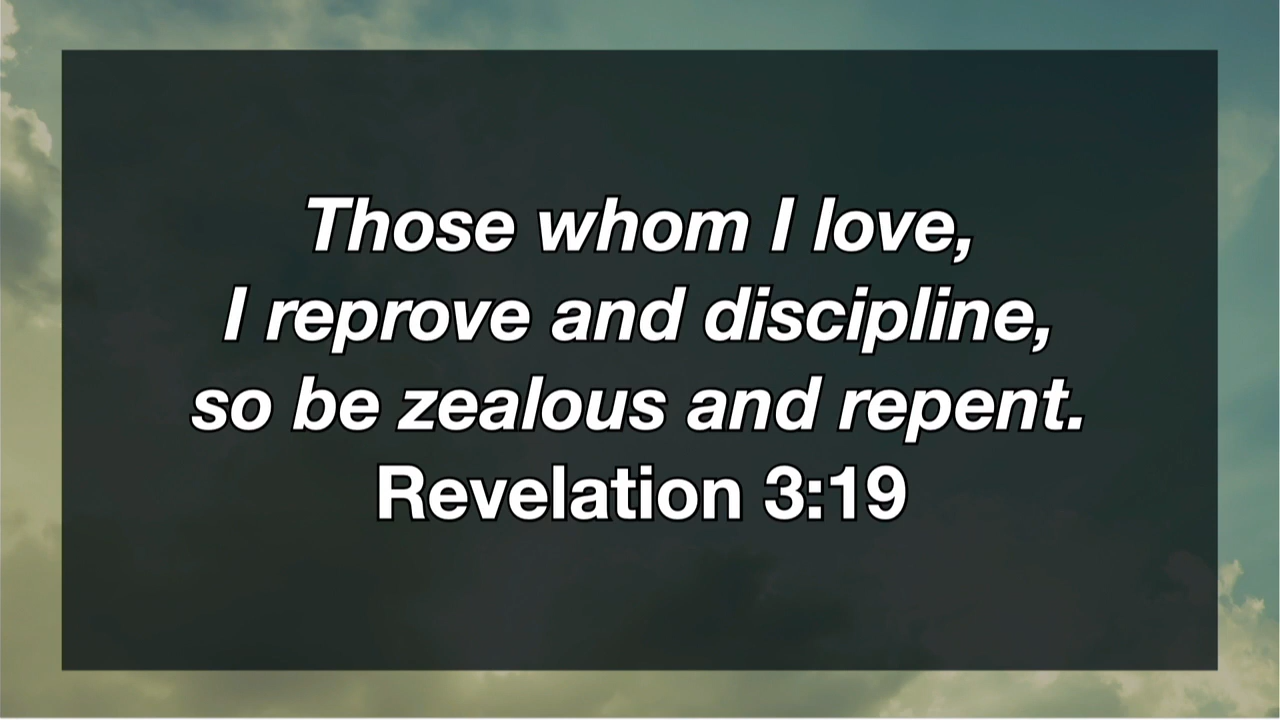 Those whom I love,
I reprove and discipline,
so be zealous and repent.
Revelation 3:19